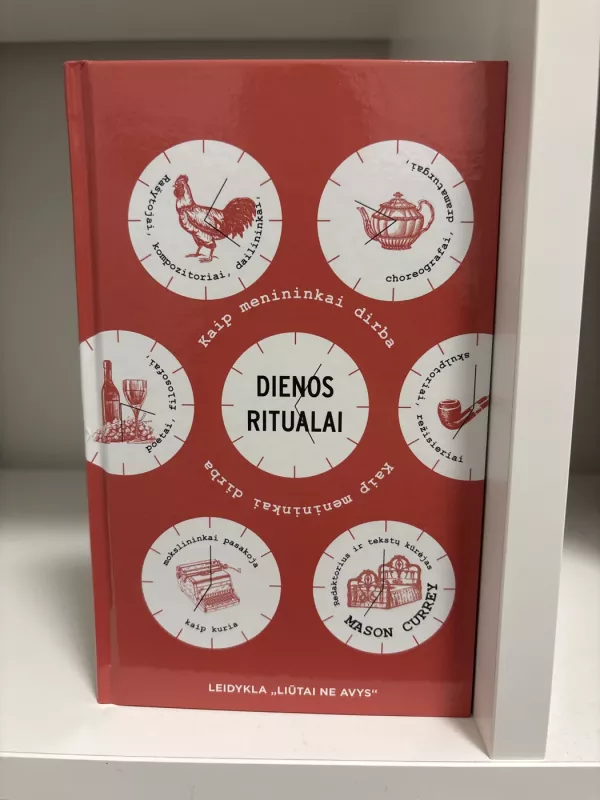 Rašytojai, kompozitoriai, dailininkai,
choreografai, dramaturgai,
Kaip menininkai dirba
poetai, filosofai,
DIENOS
RITUALAI
skulptoriai, režisieriai
Kaip menininkai dirba
mokslininkai pasakoja
kaip kuria
Redaktorius ir tekstų kūrėjas
MASON CURREY
LEIDYKLA „LIŪTAI NE AVYS“